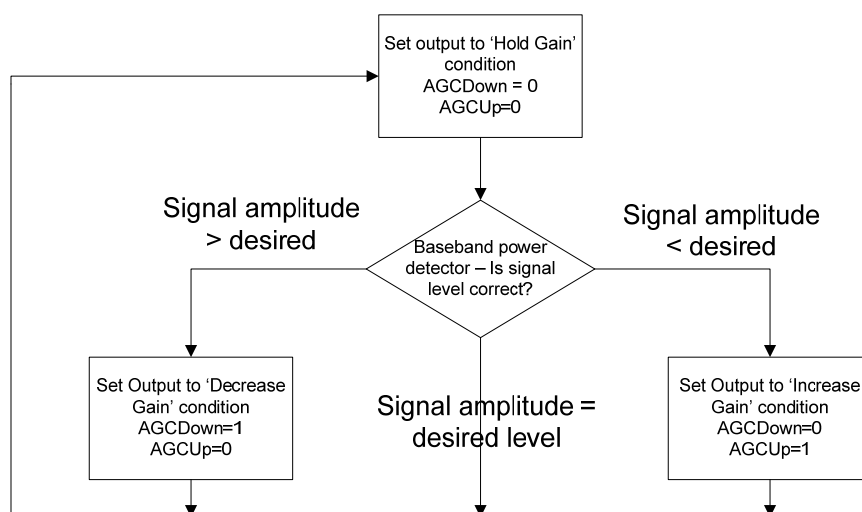 Set output to ‘Hold Gain’
condition
AGCDown = 0
AGCUp=0
Signal amplitude
> desired
Signal amplitude
< desired
Baseband power
detector – Is signal
level correct?
Set Output to ‘Decrease
Gain’ condition
AGCDown=1
AGCUp=0
Signal amplitude =
desired level
Set Output to ‘Increase
Gain’ condition
AGCDown=0
AGCUp=1